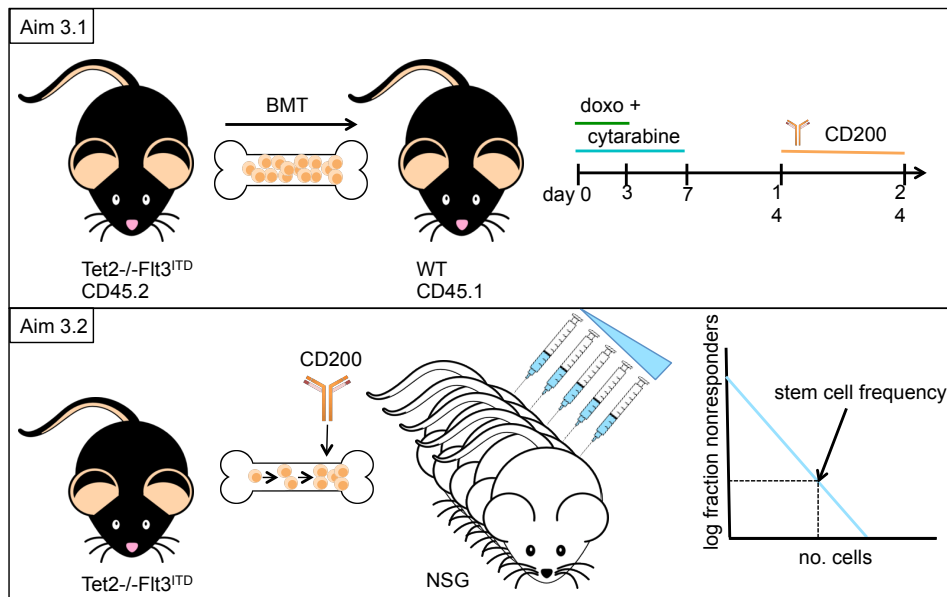 Aim 3.1
BMT
Tet2-/-Flt3ITD
CD45.2
WT
CD45.1
doxo +
cytarabine
CD200
day 0 3 7 1 2
4 4
Aim 3.2
CD200
Tet2-/-Flt3ITD
NSG
log fraction nonresponders
stem cell frequency
no. cells